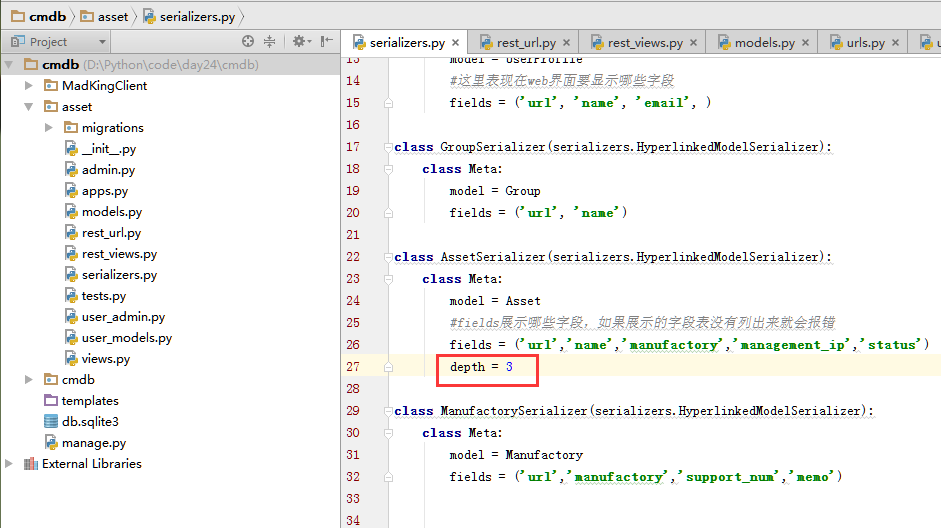 cmdb asset serializers.py
Project
serializers.py rest_url.py rest_views.py models.py urls.py
cmdb (D:\Python\code\day24\cmdb)
MadKingClient
asset
migrations
__init__.py
admin.py
apps.py
models.py
rest_url.py
rest_views.py
serializers.py
tests.py
user_admin.py
user_models.py
views.py
cmdb
templates
db.sqlite3
manage.py
External Libraries
13 model = UserProfile
14 #这里表现在web界面要显示哪些字段
15 fields = ('url', 'name', 'email', )
16
17 class GroupSerializer(serializers.HyperlinkedModelSerializer):
18 class Meta:
19 model = Group
20 fields = ('url', 'name')
21
22 class AssetSerializer(serializers.HyperlinkedModelSerializer):
23 class Meta:
24 model = Asset
25 #fields展示哪些字段，如果展示的字段表没有列出来就会报错
26 fields = ('url','name','manufactory','management_ip','status')
27 depth = 3
28
29 class ManufactorySerializer(serializers.HyperlinkedModelSerializer):
30 class Meta:
31 model = Manufactory
32 fields = ('url','manufactory','support_num','memo')
33
34